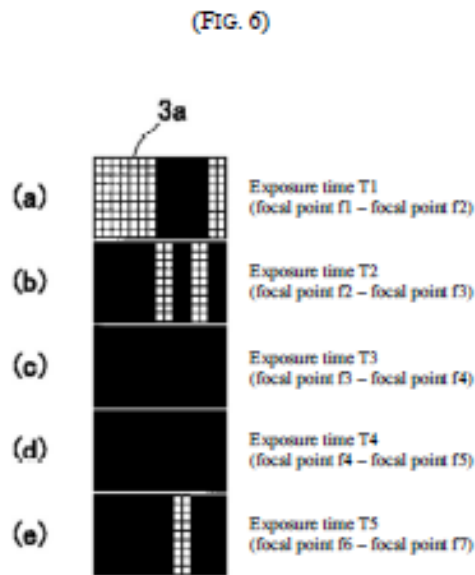 (FIG. 6)
3a
(a)
Exposure time T1
(focal point f1 – focal point f2)
(b)
Exposure time T2
(focal point f2 – focal point f3)
(c)
Exposure time T3
(focal point f3 – focal point f4)
(d)
Exposure time T4
(focal point f4 – focal point f5)
(e)
Exposure time T5
(focal point f6 – focal point f7)